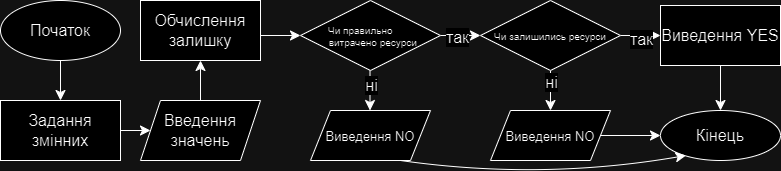 Початок
Задання
змінних
Введення
значень
Обчислення
залишку
Чи правильно
витрачено ресурси
так
ні
Виведення NO
Чи залишились ресурси
так
ні
Виведення NO
Виведення YES
Кінець